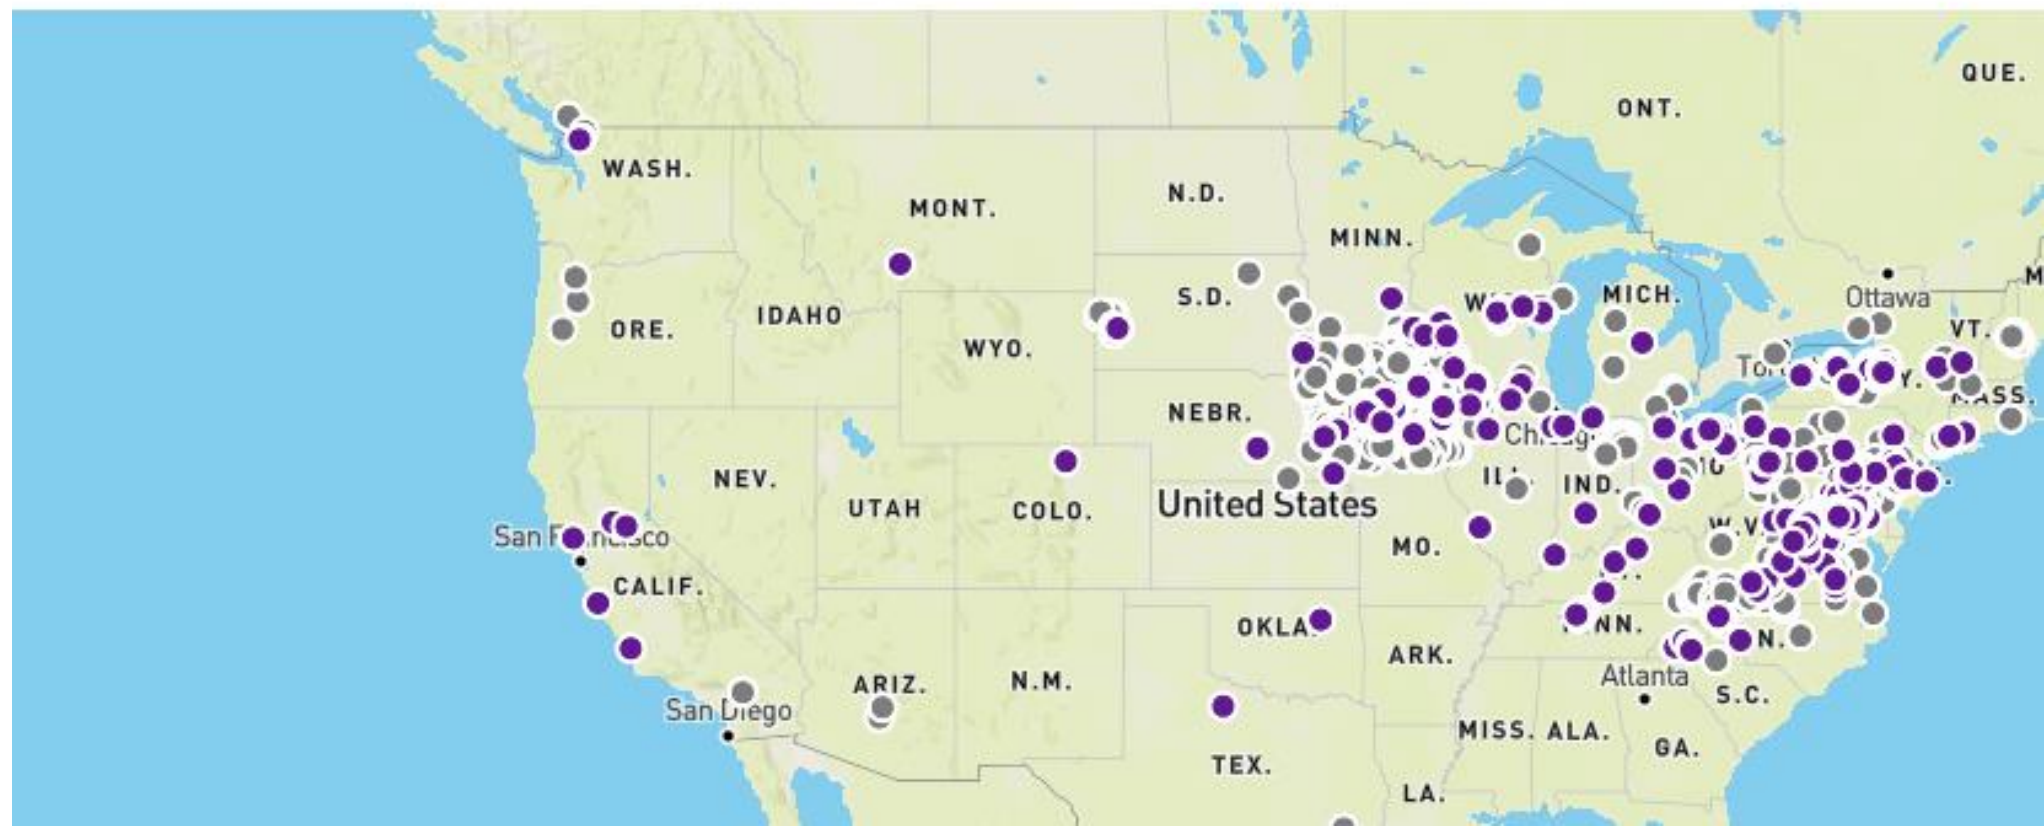 QUE.
ONT.
WASH.
N.D.
MONT.
MINN.
S.D.
MICH.
Ottawa
IDAHO
ORE.
VT.
WYO.
NEBR.
NEV.
IND.
United States
UTAH
COLO.
MO.
CALIF.
OKLA.
ARK.
Atlanta
ARIZ.
N.M.
S.C.
San Diego
MISS.
ALA.
GA.
TEX.
LA.